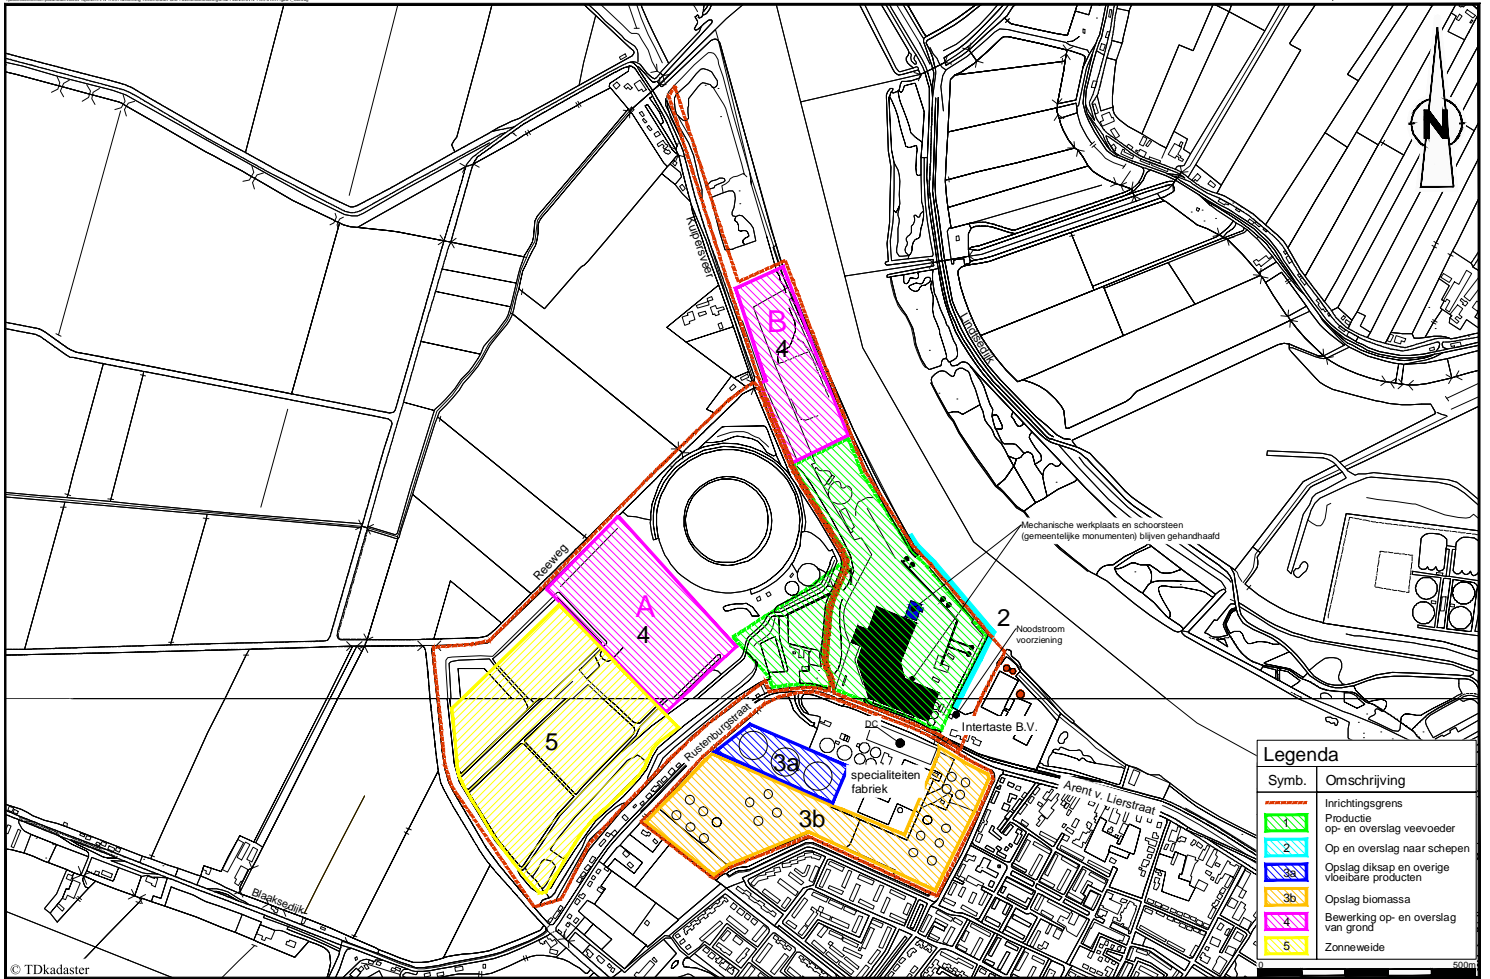 N
Kuipersveer
Lindtsedijk
B
4
Mechanische werkplaats en schoorsteen
(gemeentelijke monumenten) blijven gehandhaafd
Reeweg
A
4
2
Noodstroom
voorziening
5
Rustenburgstraat
DC
Intertaste B.V.
3a
specialiteiten
fabriek
3b
Arent v. Lierstraat
Blaaksedijk
Legenda
Symb. Omschrijving
Inrichtingsgrens
1 Productie
op- en overslag veevoeder
2 Op en overslag naar schepen
3a Opslag diksap en overige
vloeibare producten
3b Opslag biomassa
4 Bewerking op- en overslag
van grond
5 Zonneweide
0 500m
© TDkadaster